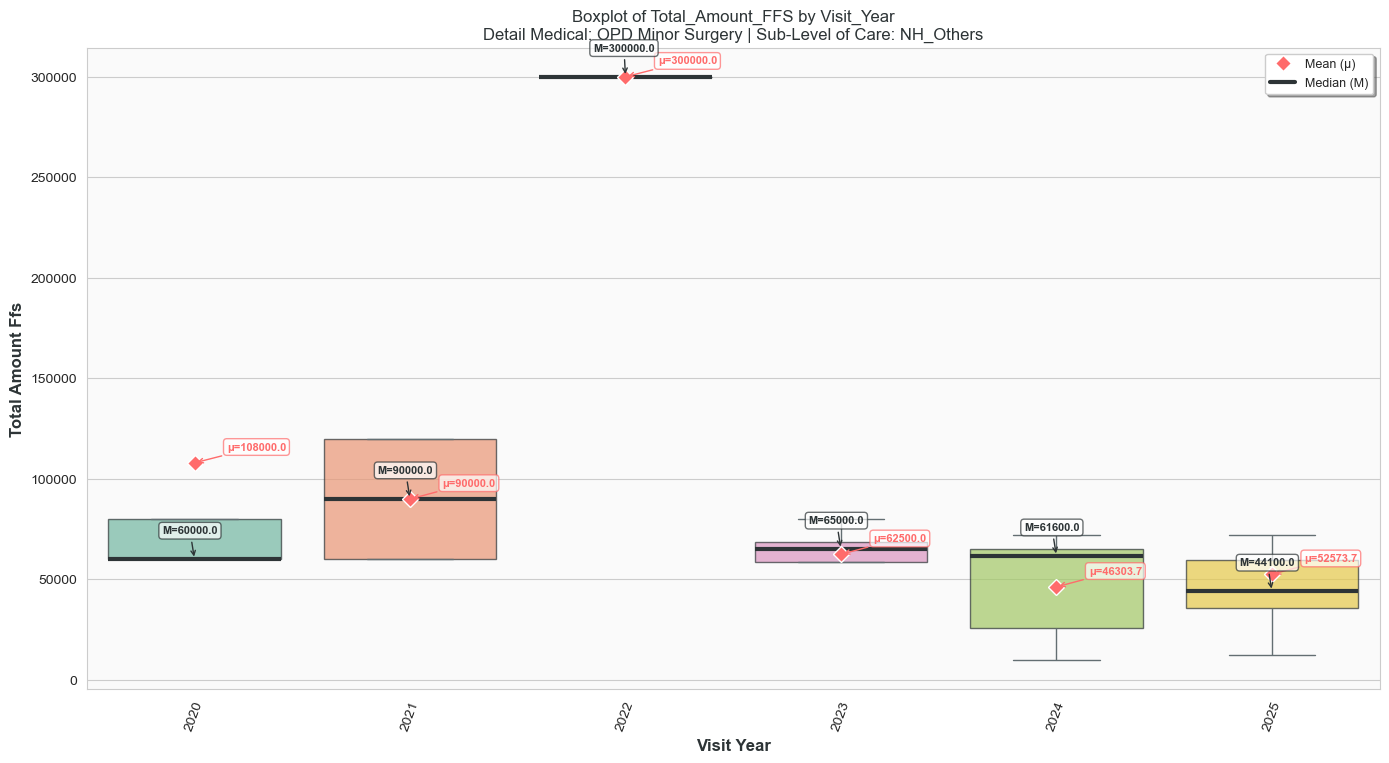 Boxplot of Total_Amount_FFS by Visit_Year
Detail Medical: OPD Minor Surgery | Sub-Level of Care: NH_Others
M=300000.0
μ=300000.0
Mean (μ)
Median (M)
300000
250000
200000
150000
100000
50000
0
Total Amount Ffs
μ=108000.0
M=60000.0
M=90000.0
μ=90000.0
M=65000.0
μ=62500.0
M=61600.0
μ=46303.7
M=44100.0
μ=52573.7
2020
2021
2022
2023
2024
2025
Visit Year